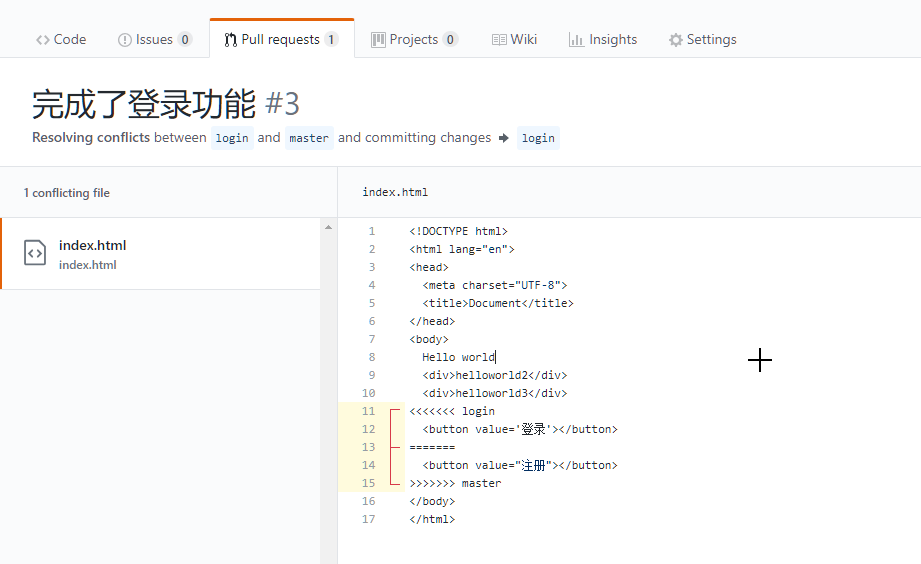 Code Issues 0 Pull requests 1 Projects 0 Wiki Insights Settings
完成了登录功能 #3
Resolving conflicts between login and master and committing changes → login
1 conflicting file
index.html
index.html
index.html
1 <!DOCTYPE html>
2 <html lang="en">
3 <head>
4 <meta charset="UTF-8">
5 <title>Document</title>
6 </head>
7 <body>
8 Hello world
9 <div>helloworld2</div>
10 <div>helloworld3</div>
11 <<<<<<< login
12 <button value='登录'></button>
13 =======
14 <button value="注册"></button>
15 >>>>>>> master
16 </body>
17 </html>